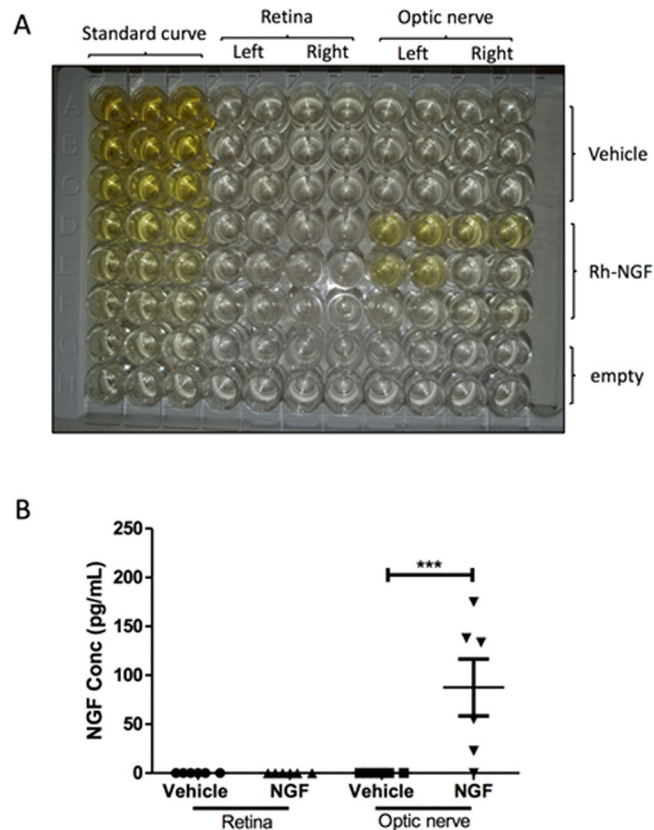 A
Standard curve
Retina
Optic nerve
Left Right Left Right
A
B
C
D
E
F
G
H
Vehicle
Rh-NGF
empty
B
NGF Conc (pg/mL)
250
200
150
100
50
0
***
Vehicle NGF Vehicle NGF
Retina Optic nerve